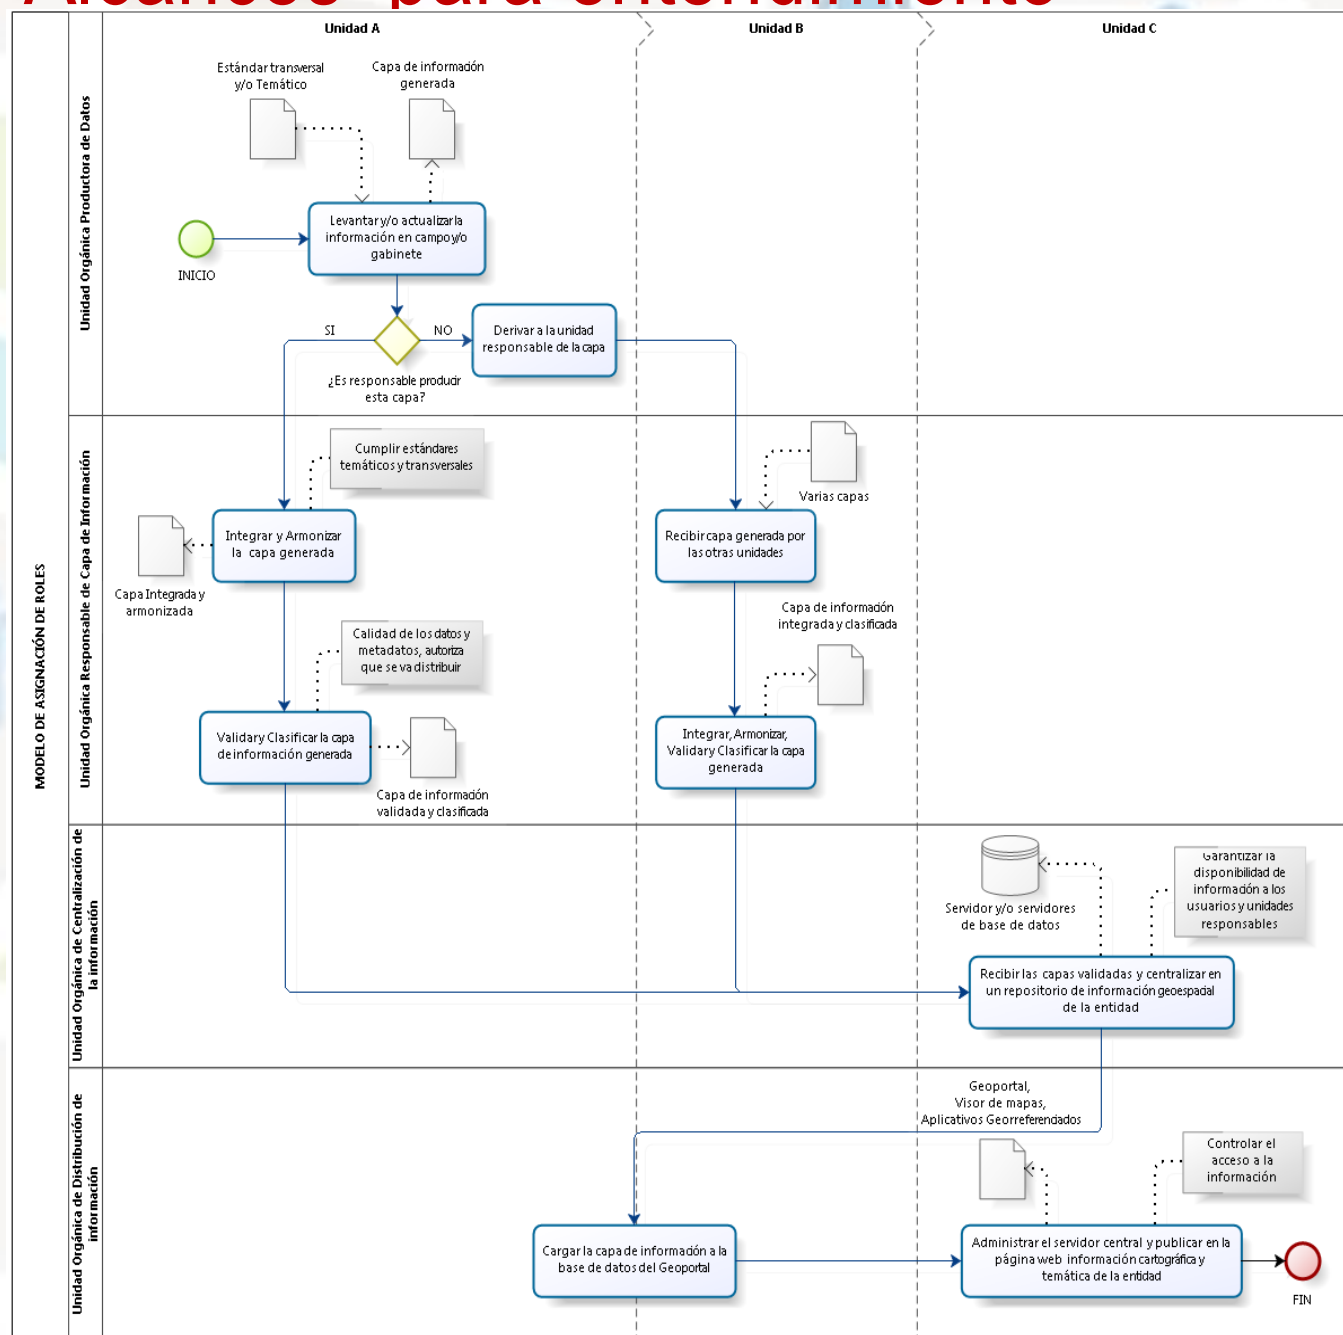 Alcances para entendimiento
Unidad A
Unidad B
Unidad C
MODELO DE ASIGNACIÓN DE ROLES
Unidad Orgánica Productora de Datos
Estándar transversal
y/o Temático
Capa de información
generada
Levantar y/o actualizar la
información en campo y/o
gabinete
INICIO
SI
NO
Derivar a la unidad
responsable de la capa
¿Es responsable producir
esta capa?
Unidad Orgánica Responsable de Capa de Información
Cumplir estándares
temáticos y transversales
Varias capas
Integrar y Armonizar
la capa generada
Recibir capa generada por
las otras unidades
Capa Integrada y
armonizada
Capa de información
integrada y clasificada
Calidad de los datos y
metadatos, autoriza
que se va distribuir
Validar y Clasificar la capa
de información generada
Integrar, Armonizar,
Validar y Clasificar la capa
generada
Capa de información
validada y clasificada
Unidad Orgánica de Centralización de
la información
Garantizar la
disponibilidad de
información a los
usuarios y unidades
responsables
Servidor y/o servidores
de base de datos
Recibir las capas validadas y centralizar en
un repositorio de información geoespacial
de la entidad
Unidad Orgánica de Distribución de
información
Geoportal,
Visor de mapas,
Aplicativos Georreferenciados
Controlar el
acceso a la
información
Cargar la capa de información a la
base de datos del Geoportal
Administrar el servidor central y publicar en la
página web información cartográfica y
temática de la entidad
FIN